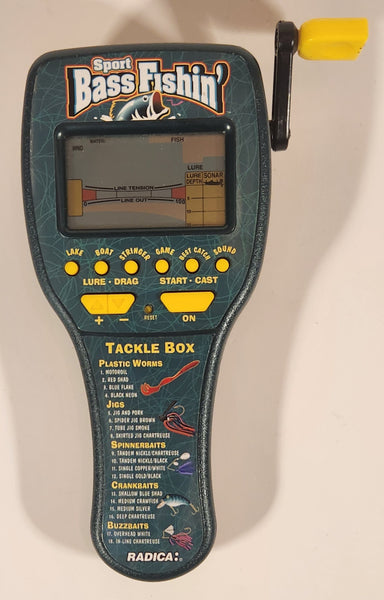 Sport
Bass Fishin'
WIND WATER: FISH
LURE
LURE DEPTH SONAR
LINE TENSION
0 LINE OUT 100
LAKE BOAT STRINGER GAME BEST CATCH SOUND
LURE • DRAG START • CAST
+ − RESET ON
TACKLE BOX
PLASTIC WORMS
1. MOTOROIL
2. RED SHAD
3. BLUE FLAKE
4. BLACK NEON
JIGS
5. JIG AND PORK
6. SPIDER JIG BROWN
7. TUBE JIG SMOKE
8. SKIRTED JIG CHARTREUSE
SPINNERBAITS
9. TANDEM NICKLE/CHARTREUSE
10. TANDEM NICKLE/BLACK
11. SINGLE COPPER/WHITE
12. SINGLE GOLD/BLACK
CRANKBAITS
13. SHALLOW BLUE SHAD
14. MEDIUM CRAWFISH
15. MEDIUM SILVER
16. DEEP CHARTREUSE
BUZZBAITS
17. OVERHEAD WHITE
18. IN-LINE CHARTREUSE
RADICA:®